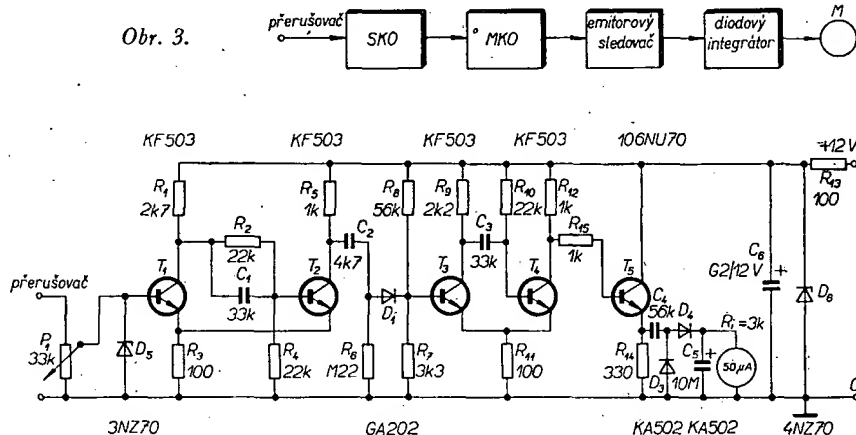 Obr. 3.
přerušovač
SKO
MKO
emitorový
sledovač
diodový
integrátor
M
KF503
KF503
KF503
KF503
106NU70
+12V
R1
2k7
R2
22k
C1
33k
R5
1k
C2
4k7
R8
56k
R9
2k2
C3
33k
R10
22k
R12
1k
R15
1k
R13
100
T1
T2
T3
T4
T5
přerušovač
P1
33k
D5
R3
100
R4
22k
R6
M22
D1
R7
3k3
R11
100
R14
330
C4
56k
D4
D3
C5 +
10M
Ri=3k
50µA
C6
G2/12V +
D6
0
3NZ70
GA202
KA502 KA502
4NZ70